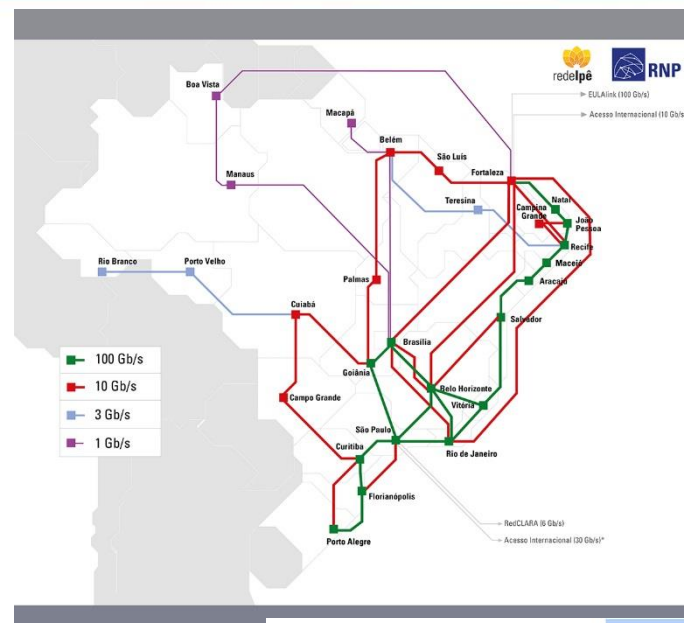 redeIpê
RNP
EULAlink (100 Gb/s)
Acesso Internacional (10 Gb/s
Boa Vista
Macapá
Belém
São Luís
Fortaleza
Manaus
Teresina
Natal
Campina
Grande
João
Pessoa
Recife
Maceió
Aracajú
Rio Branco
Porto Velho
Palmas
Cuiabá
Salvador
Brasília
Goiânia
Belo Horizonte
Vitória
Campo Grande
São Paulo
Rio de Janeiro
Curitiba
Florianópolis
Porto Alegre
100 Gb/s
10 Gb/s
3 Gb/s
1 Gb/s
RedCLARA (6 Gb/s)
Acesso Internacional (30 Gb/s)*